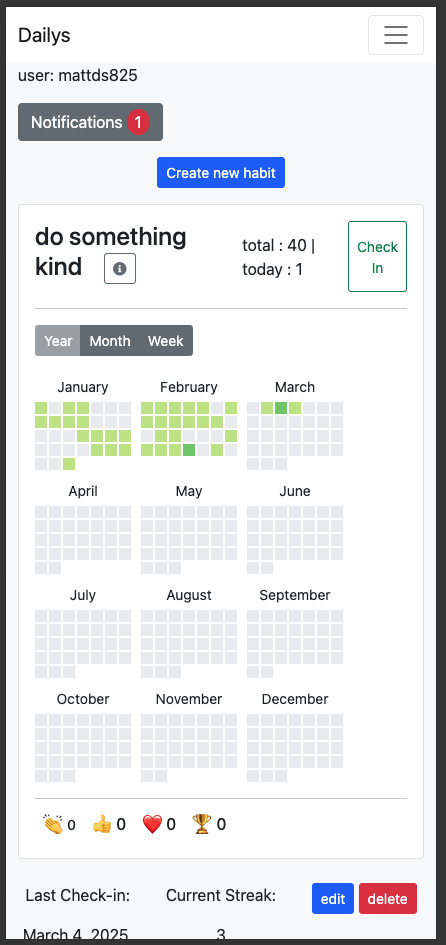 Dailys
user: mattds825
Notifications 1
Create new habit
do something
kind
total : 40 |
today : 1
Check
In
Year Month Week
January February March
April May June
July August September
October November December
0 0 0 0
Last Check-in: Current Streak: edit delete
March 4, 2025 3